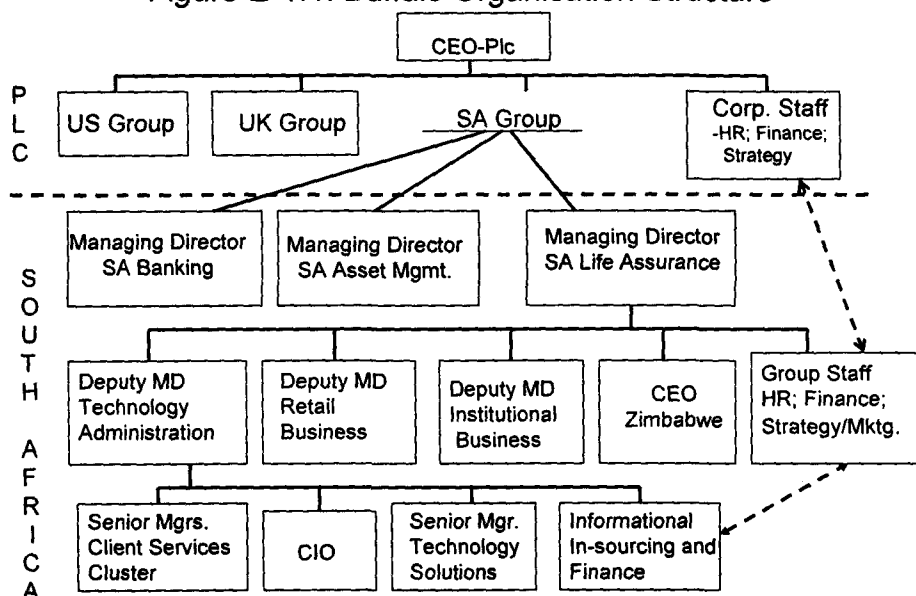 CEO-Plc
P
L
C
US Group
UK Group
SA Group
Corp. Staff
-HR; Finance;
Strategy
S
O
U
T
H
A
F
R
I
C
A
Managing Director
SA Banking
Managing Director
SA Asset Mgmt.
Managing Director
SA Life Assurance
Deputy MD
Technology
Administration
Deputy MD
Retail
Business
Deputy MD
Institutional
Business
CEO
Zimbabwe
Group Staff
HR; Finance;
Strategy/Mktg.
Senior Mgrs.
Client Services
Cluster
CIO
Senior Mgr.
Technology
Solutions
Informational
In-sourcing and
Finance